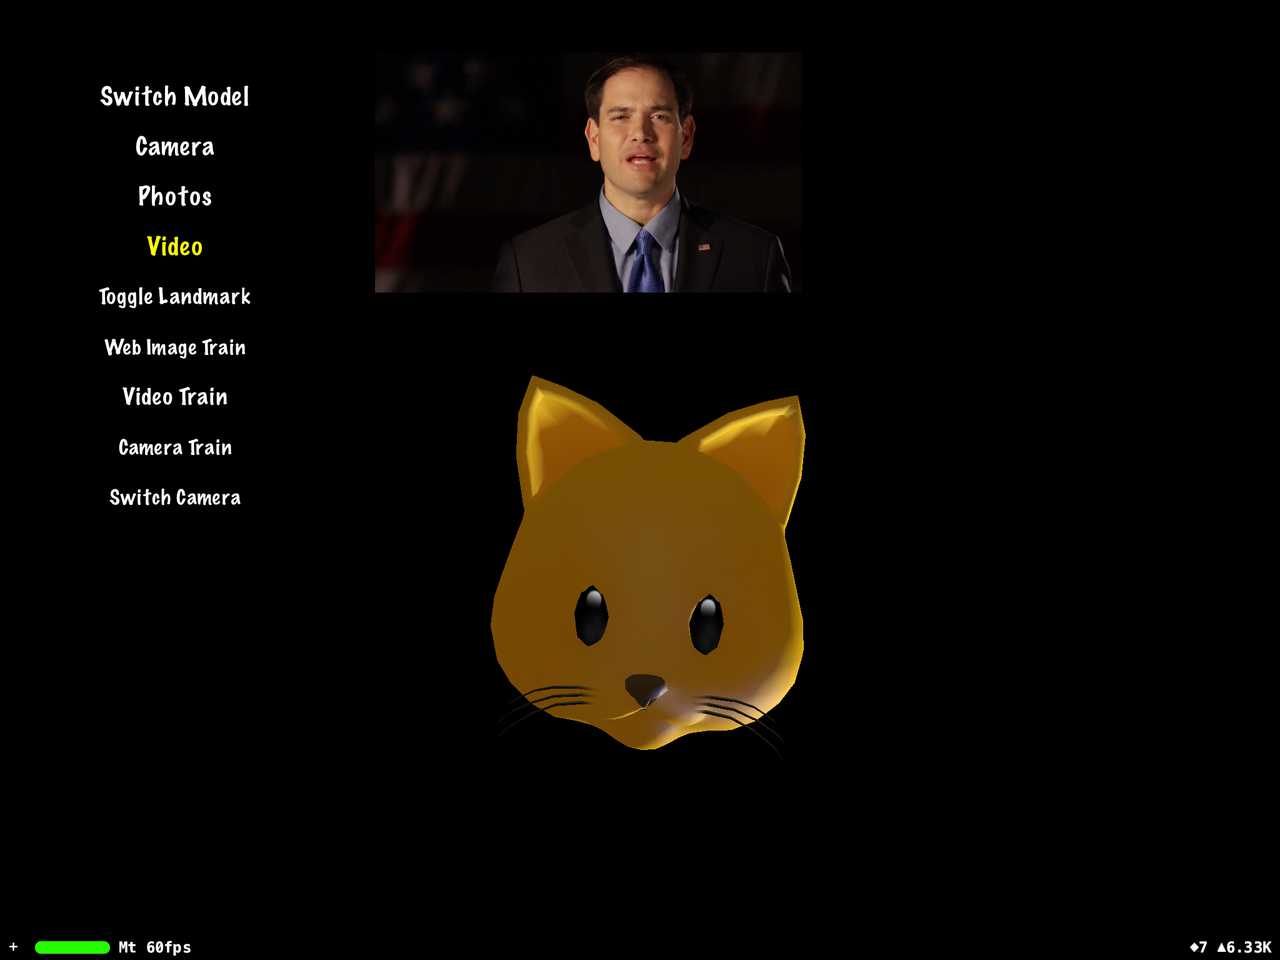 Switch Model
Camera
Photos
Video
Toggle Landmark
Web Image Train
Video Train
Camera Train
Switch Camera
+ Mt 60fps ◆7 ▲6.33K